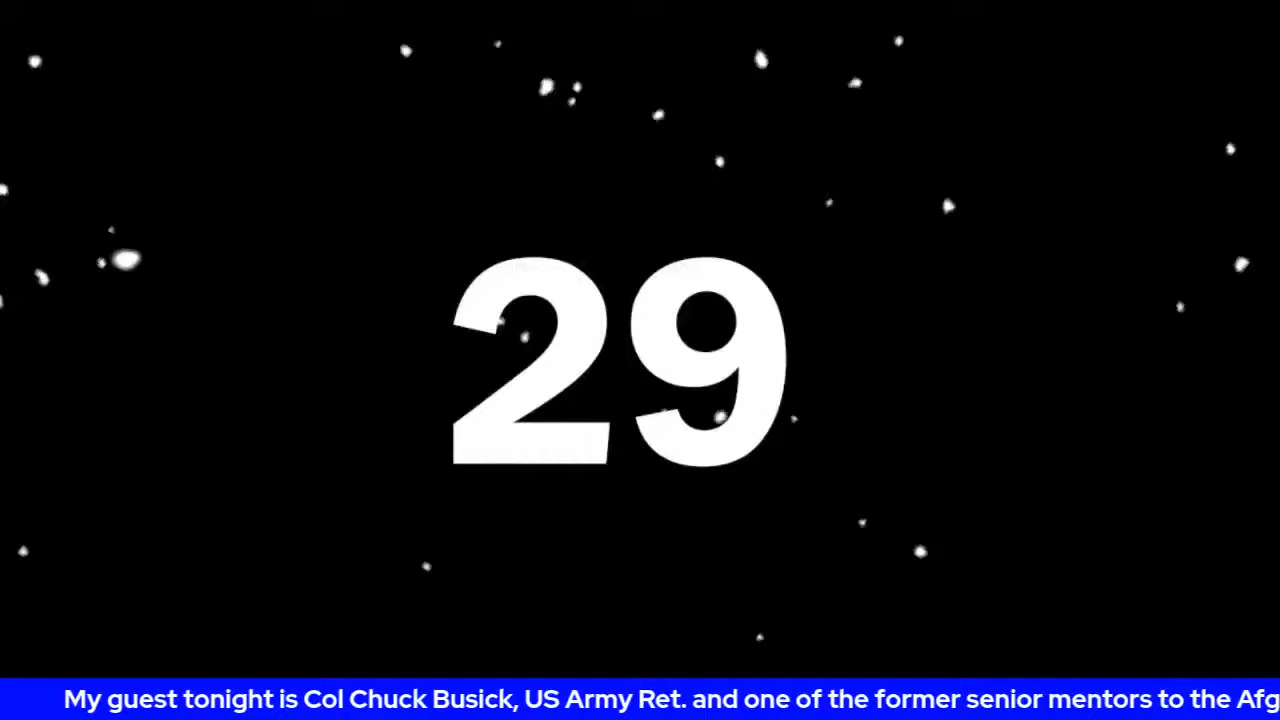 29
My guest tonight is Col Chuck Busick, US Army Ret. and one of the former senior mentors to the Afg